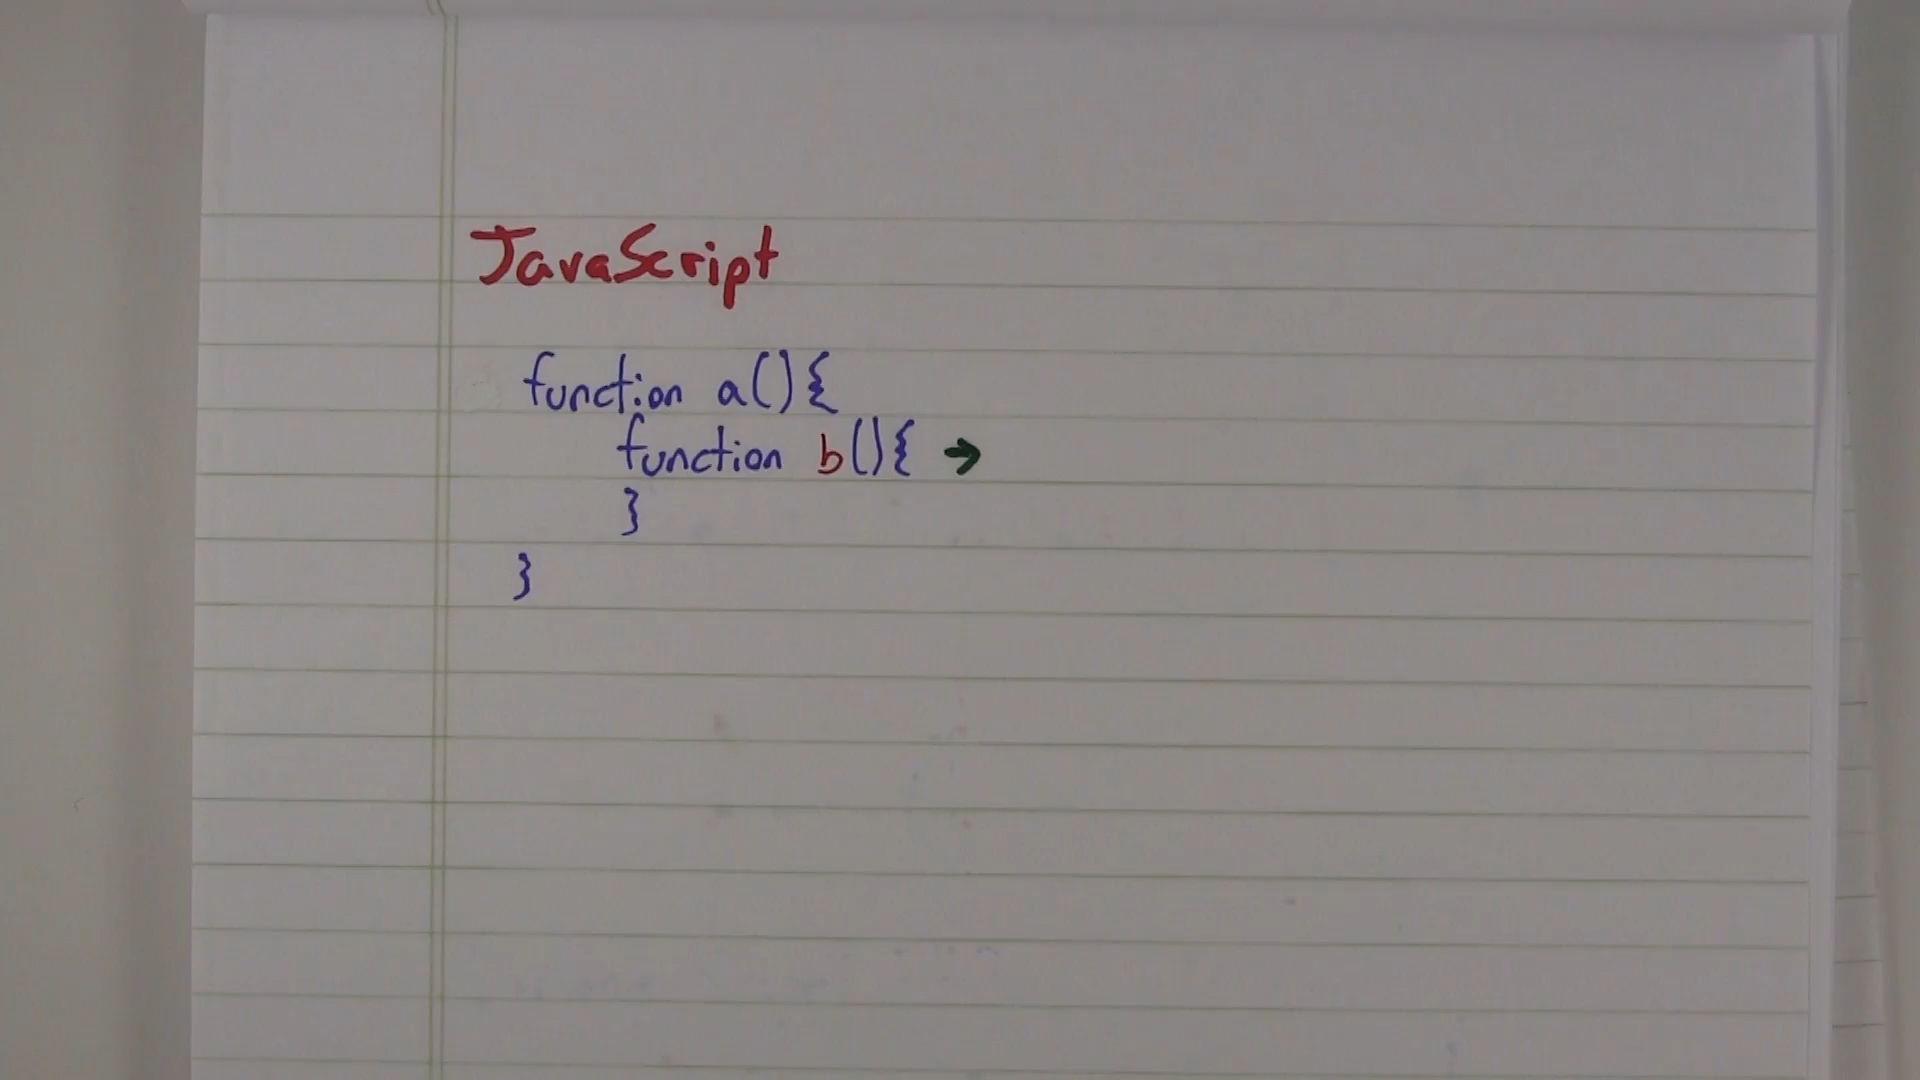 JavaScript
function a(){
function b(){ →
}
}